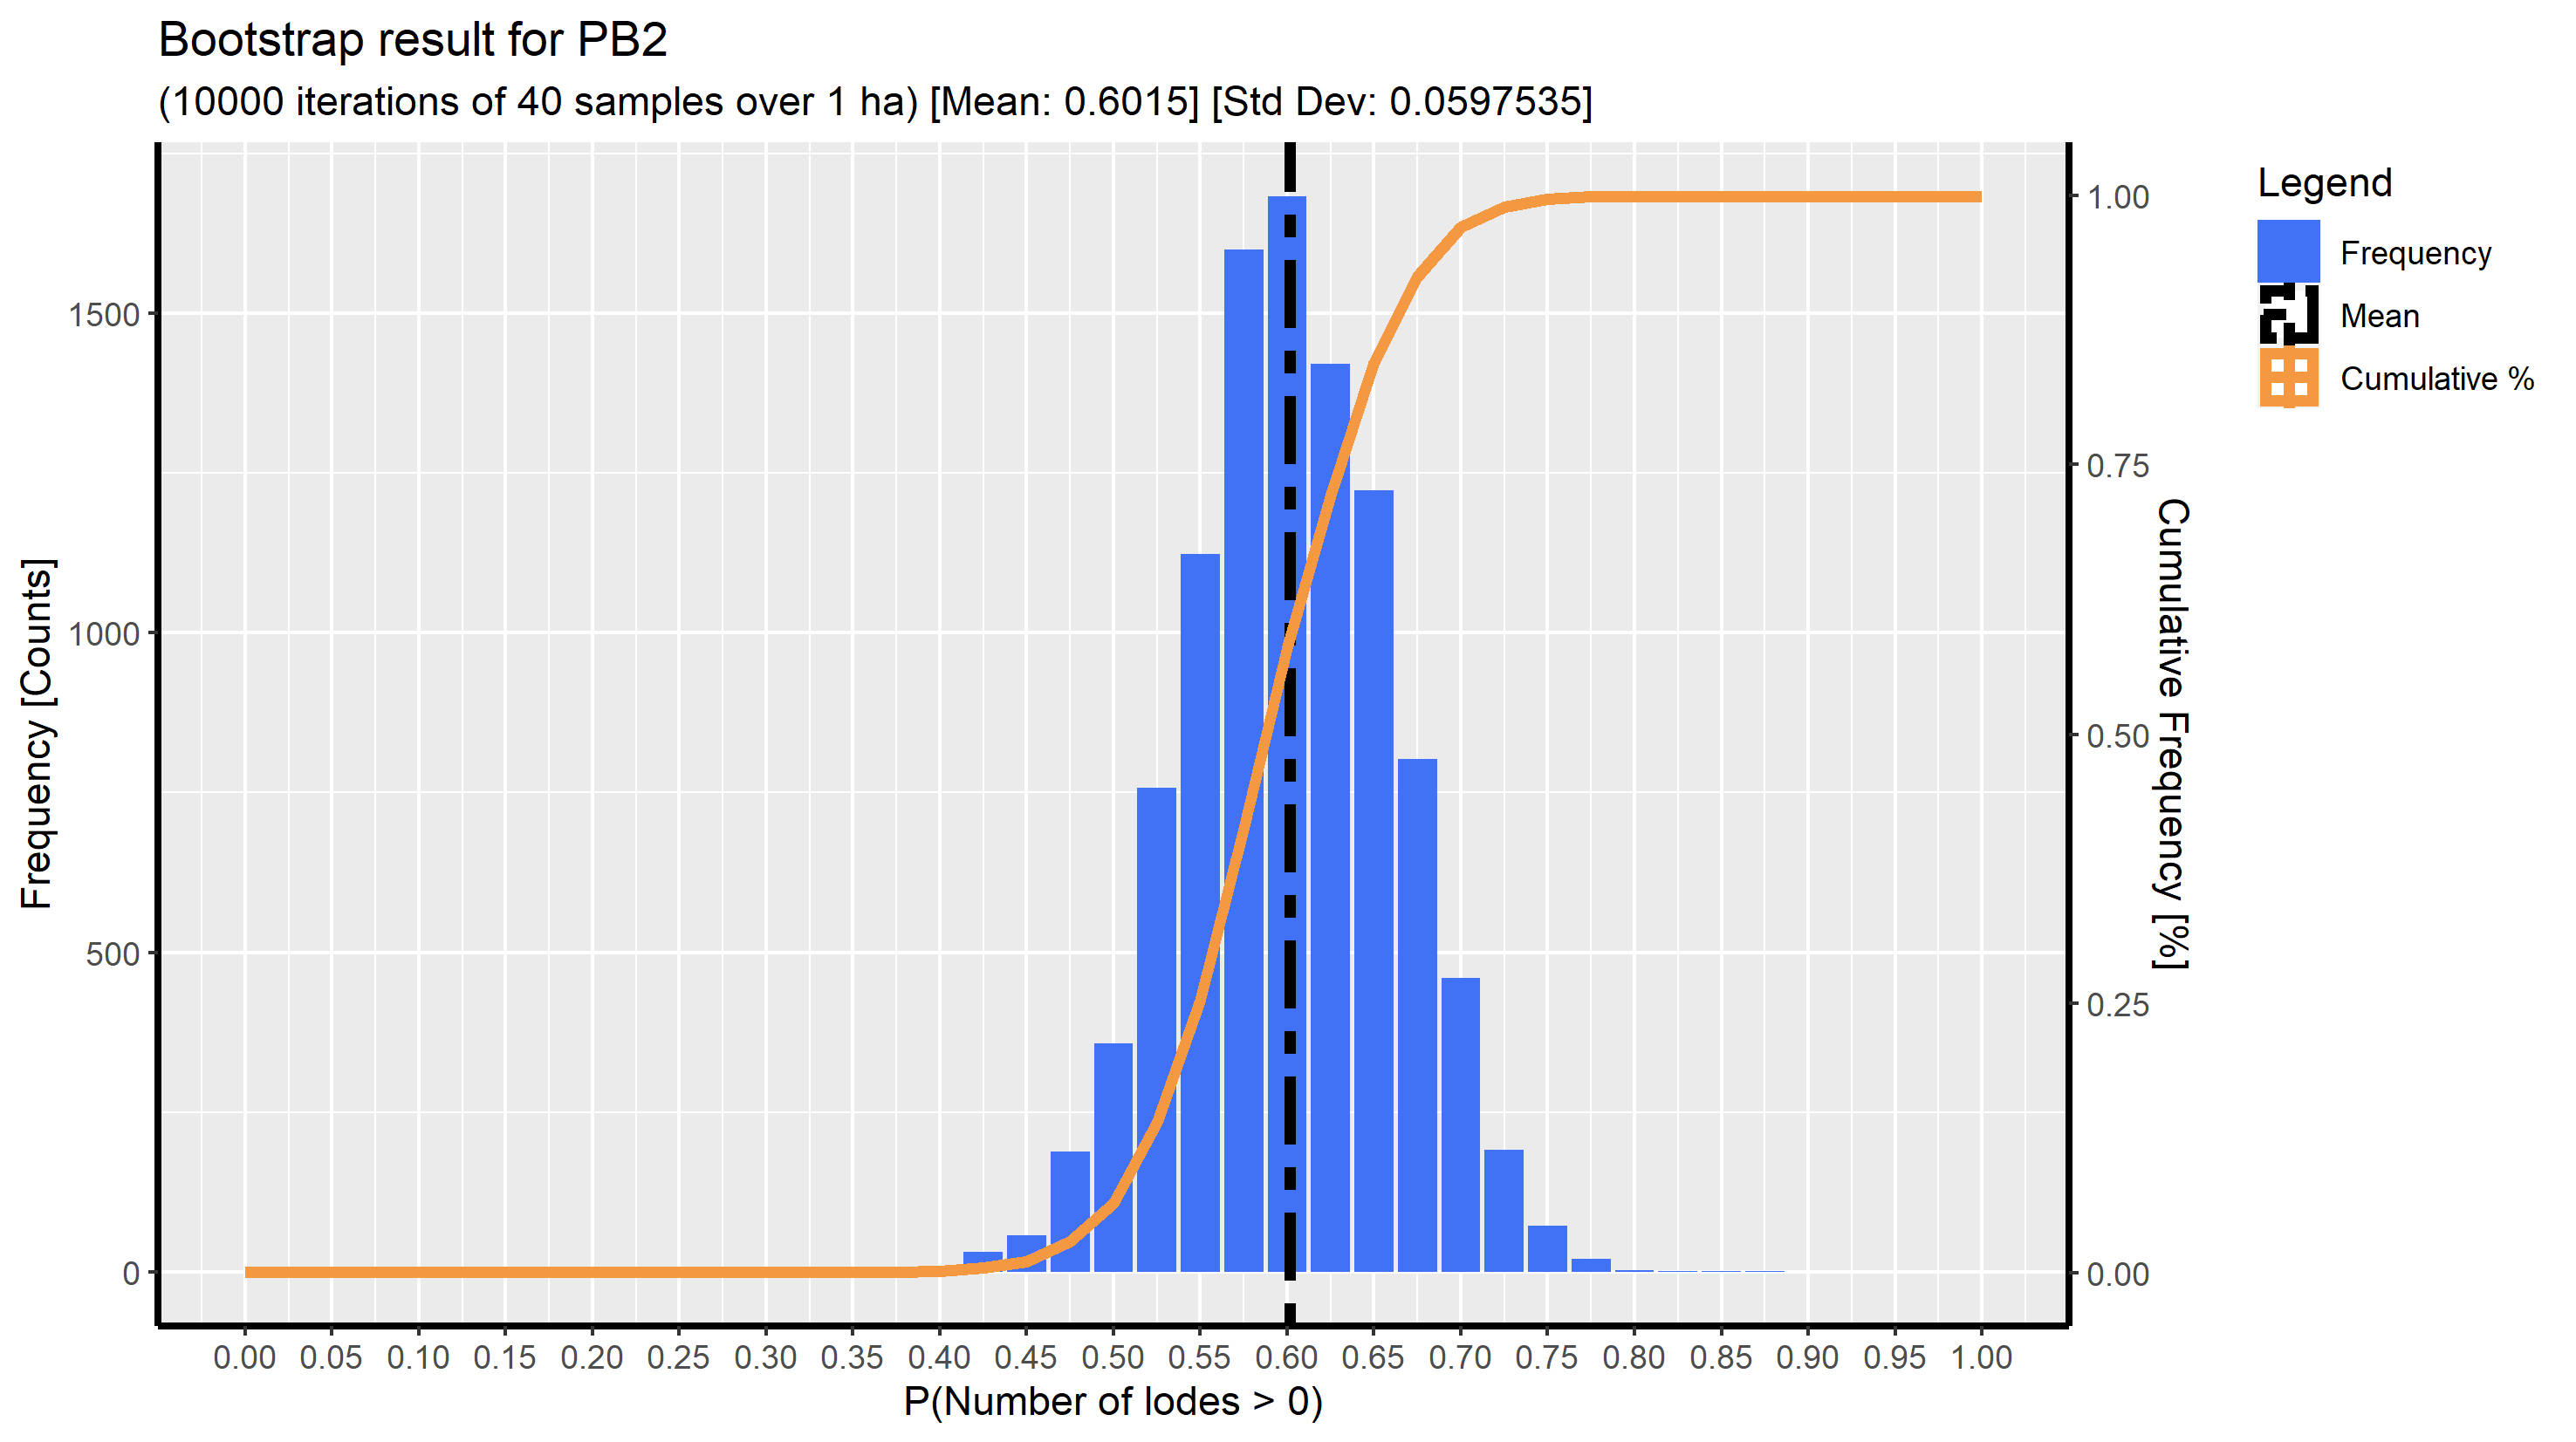 Bootstrap result for PB2
(10000 iterations of 40 samples over 1 ha) [Mean: 0.6015] [Std Dev: 0.0597535]
Frequency [Counts]
1500
1000
500
0
1.00
0.75
0.50
0.25
0.00
Cumulative Frequency [%]
0.00 0.05 0.10 0.15 0.20 0.25 0.30 0.35 0.40 0.45 0.50 0.55 0.60 0.65 0.70 0.75 0.80 0.85 0.90 0.95 1.00
P(Number of lodes > 0)
Legend
Frequency
Mean
Cumulative %